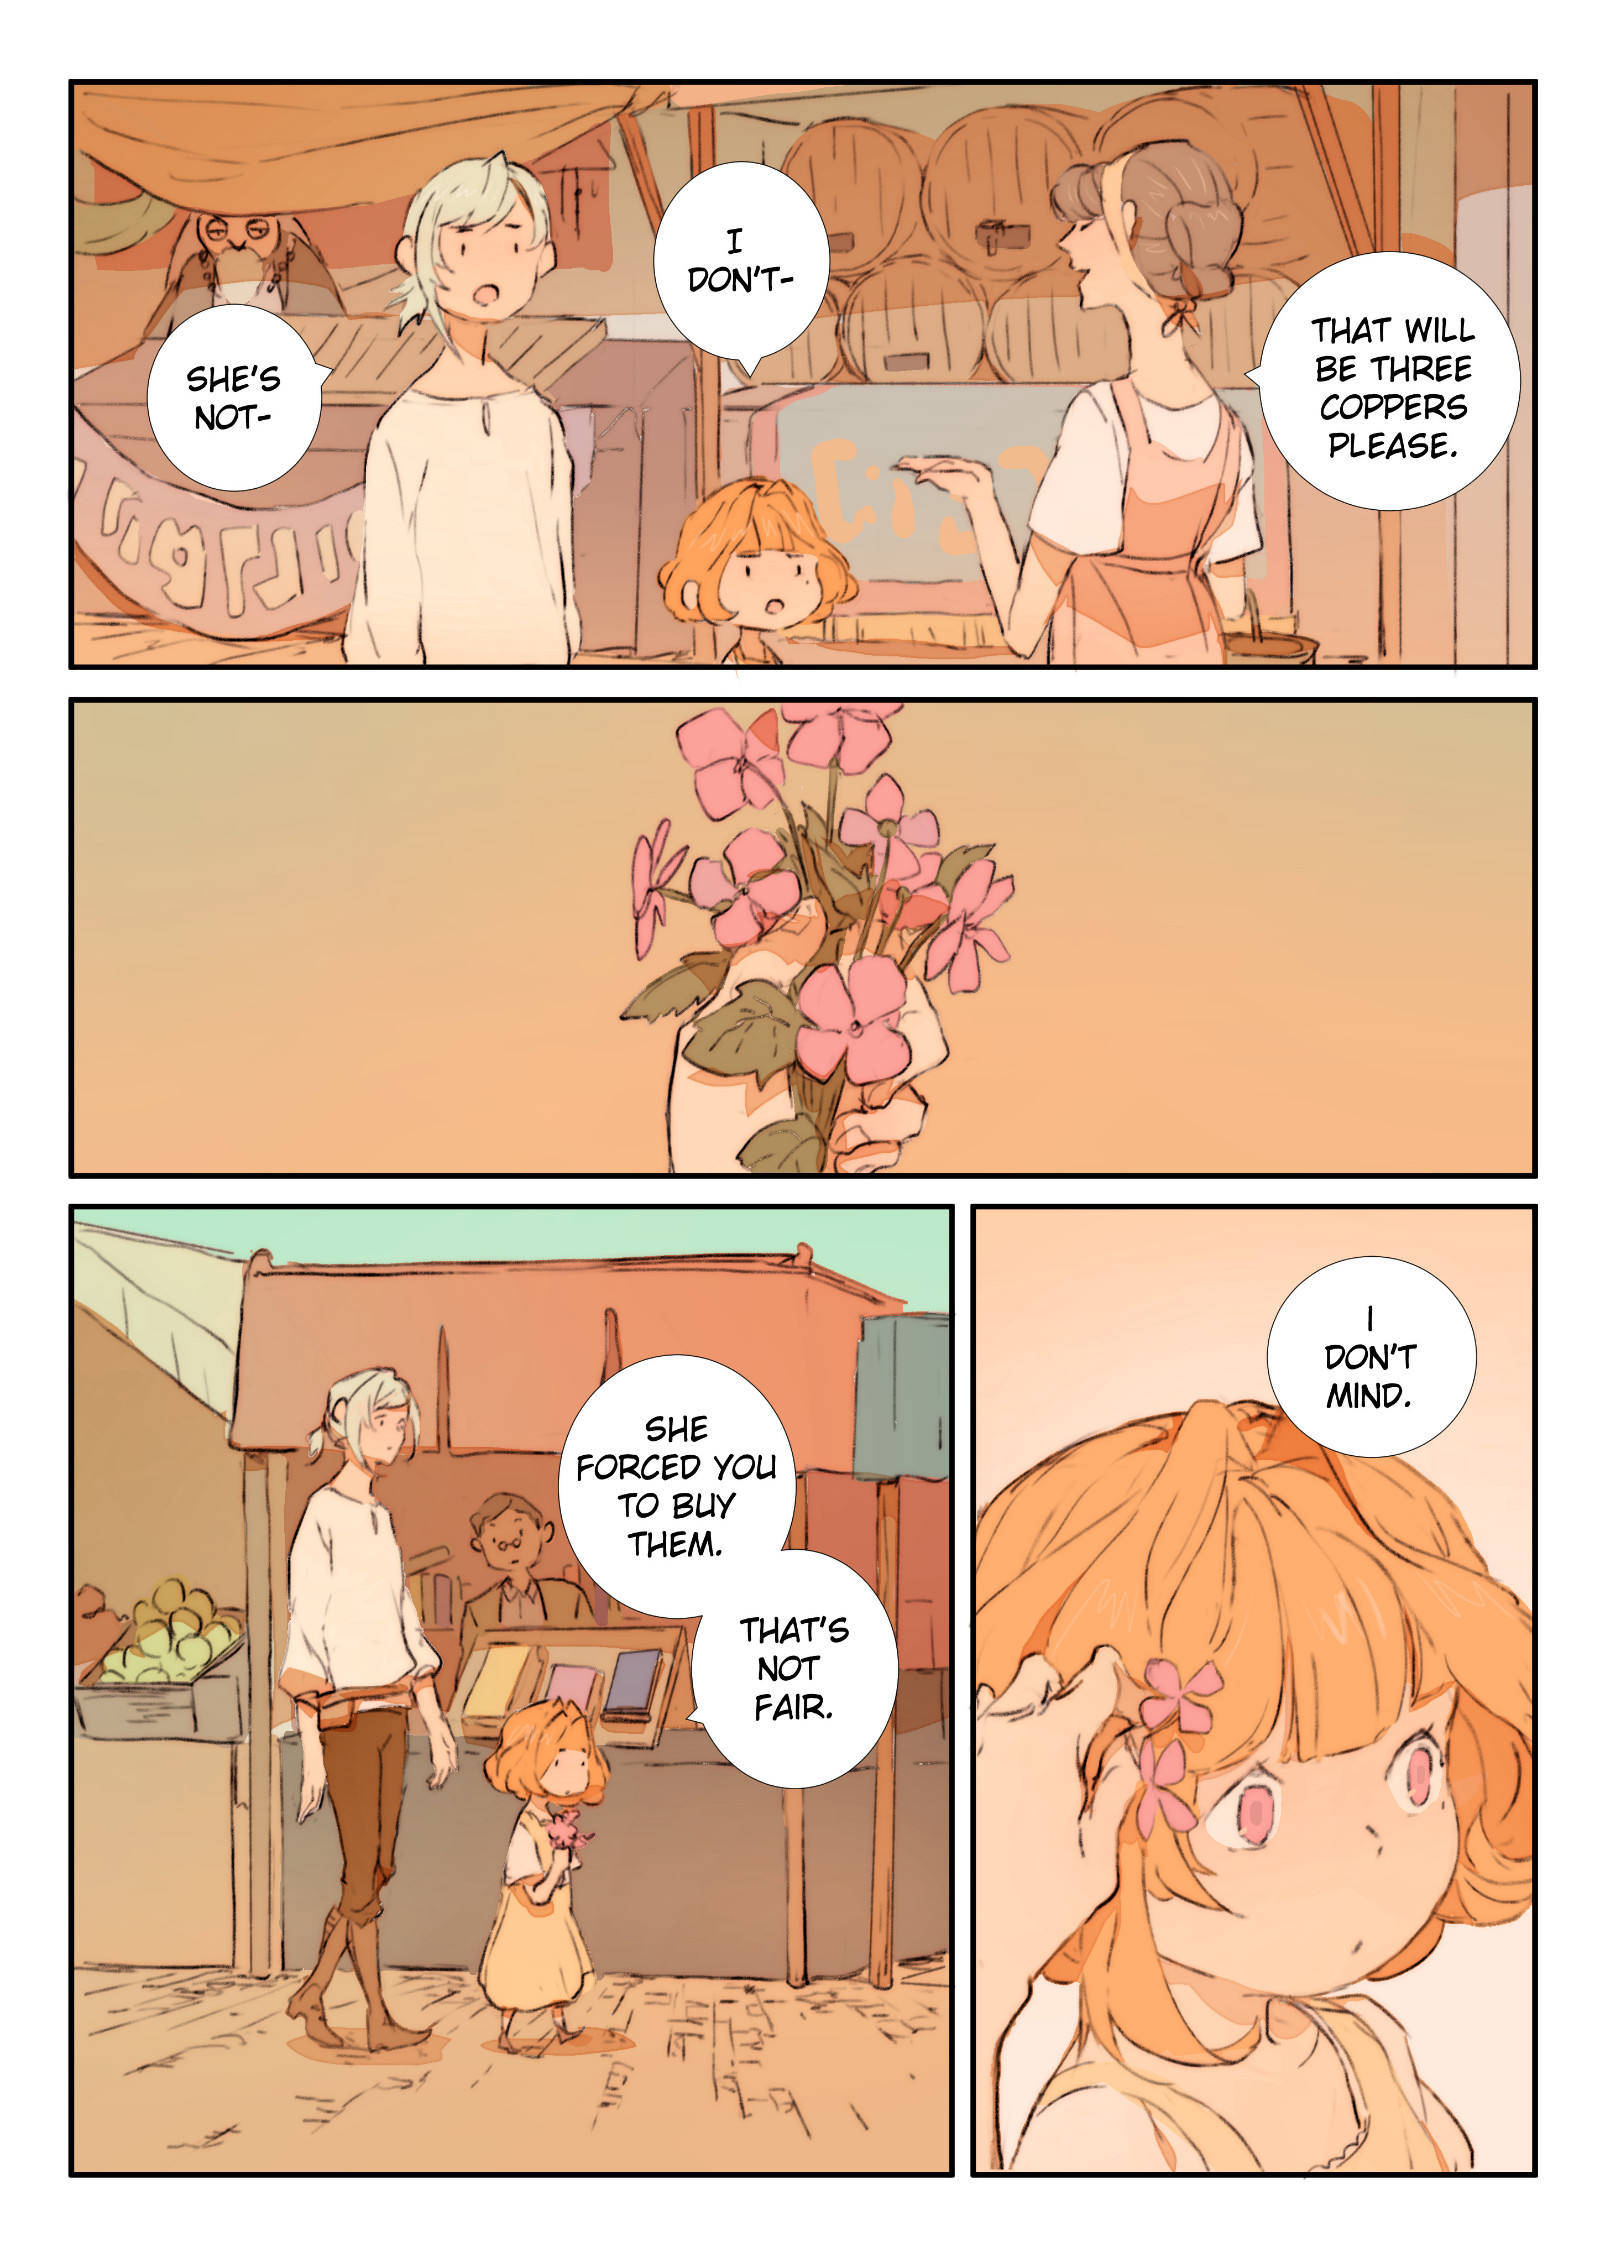 SHE'S
NOT-
I
DON'T-
THAT WILL
BE THREE
COPPERS
PLEASE.
SHE
FORCED YOU
TO BUY
THEM.
THAT'S
NOT
FAIR.
I
DON'T
MIND.